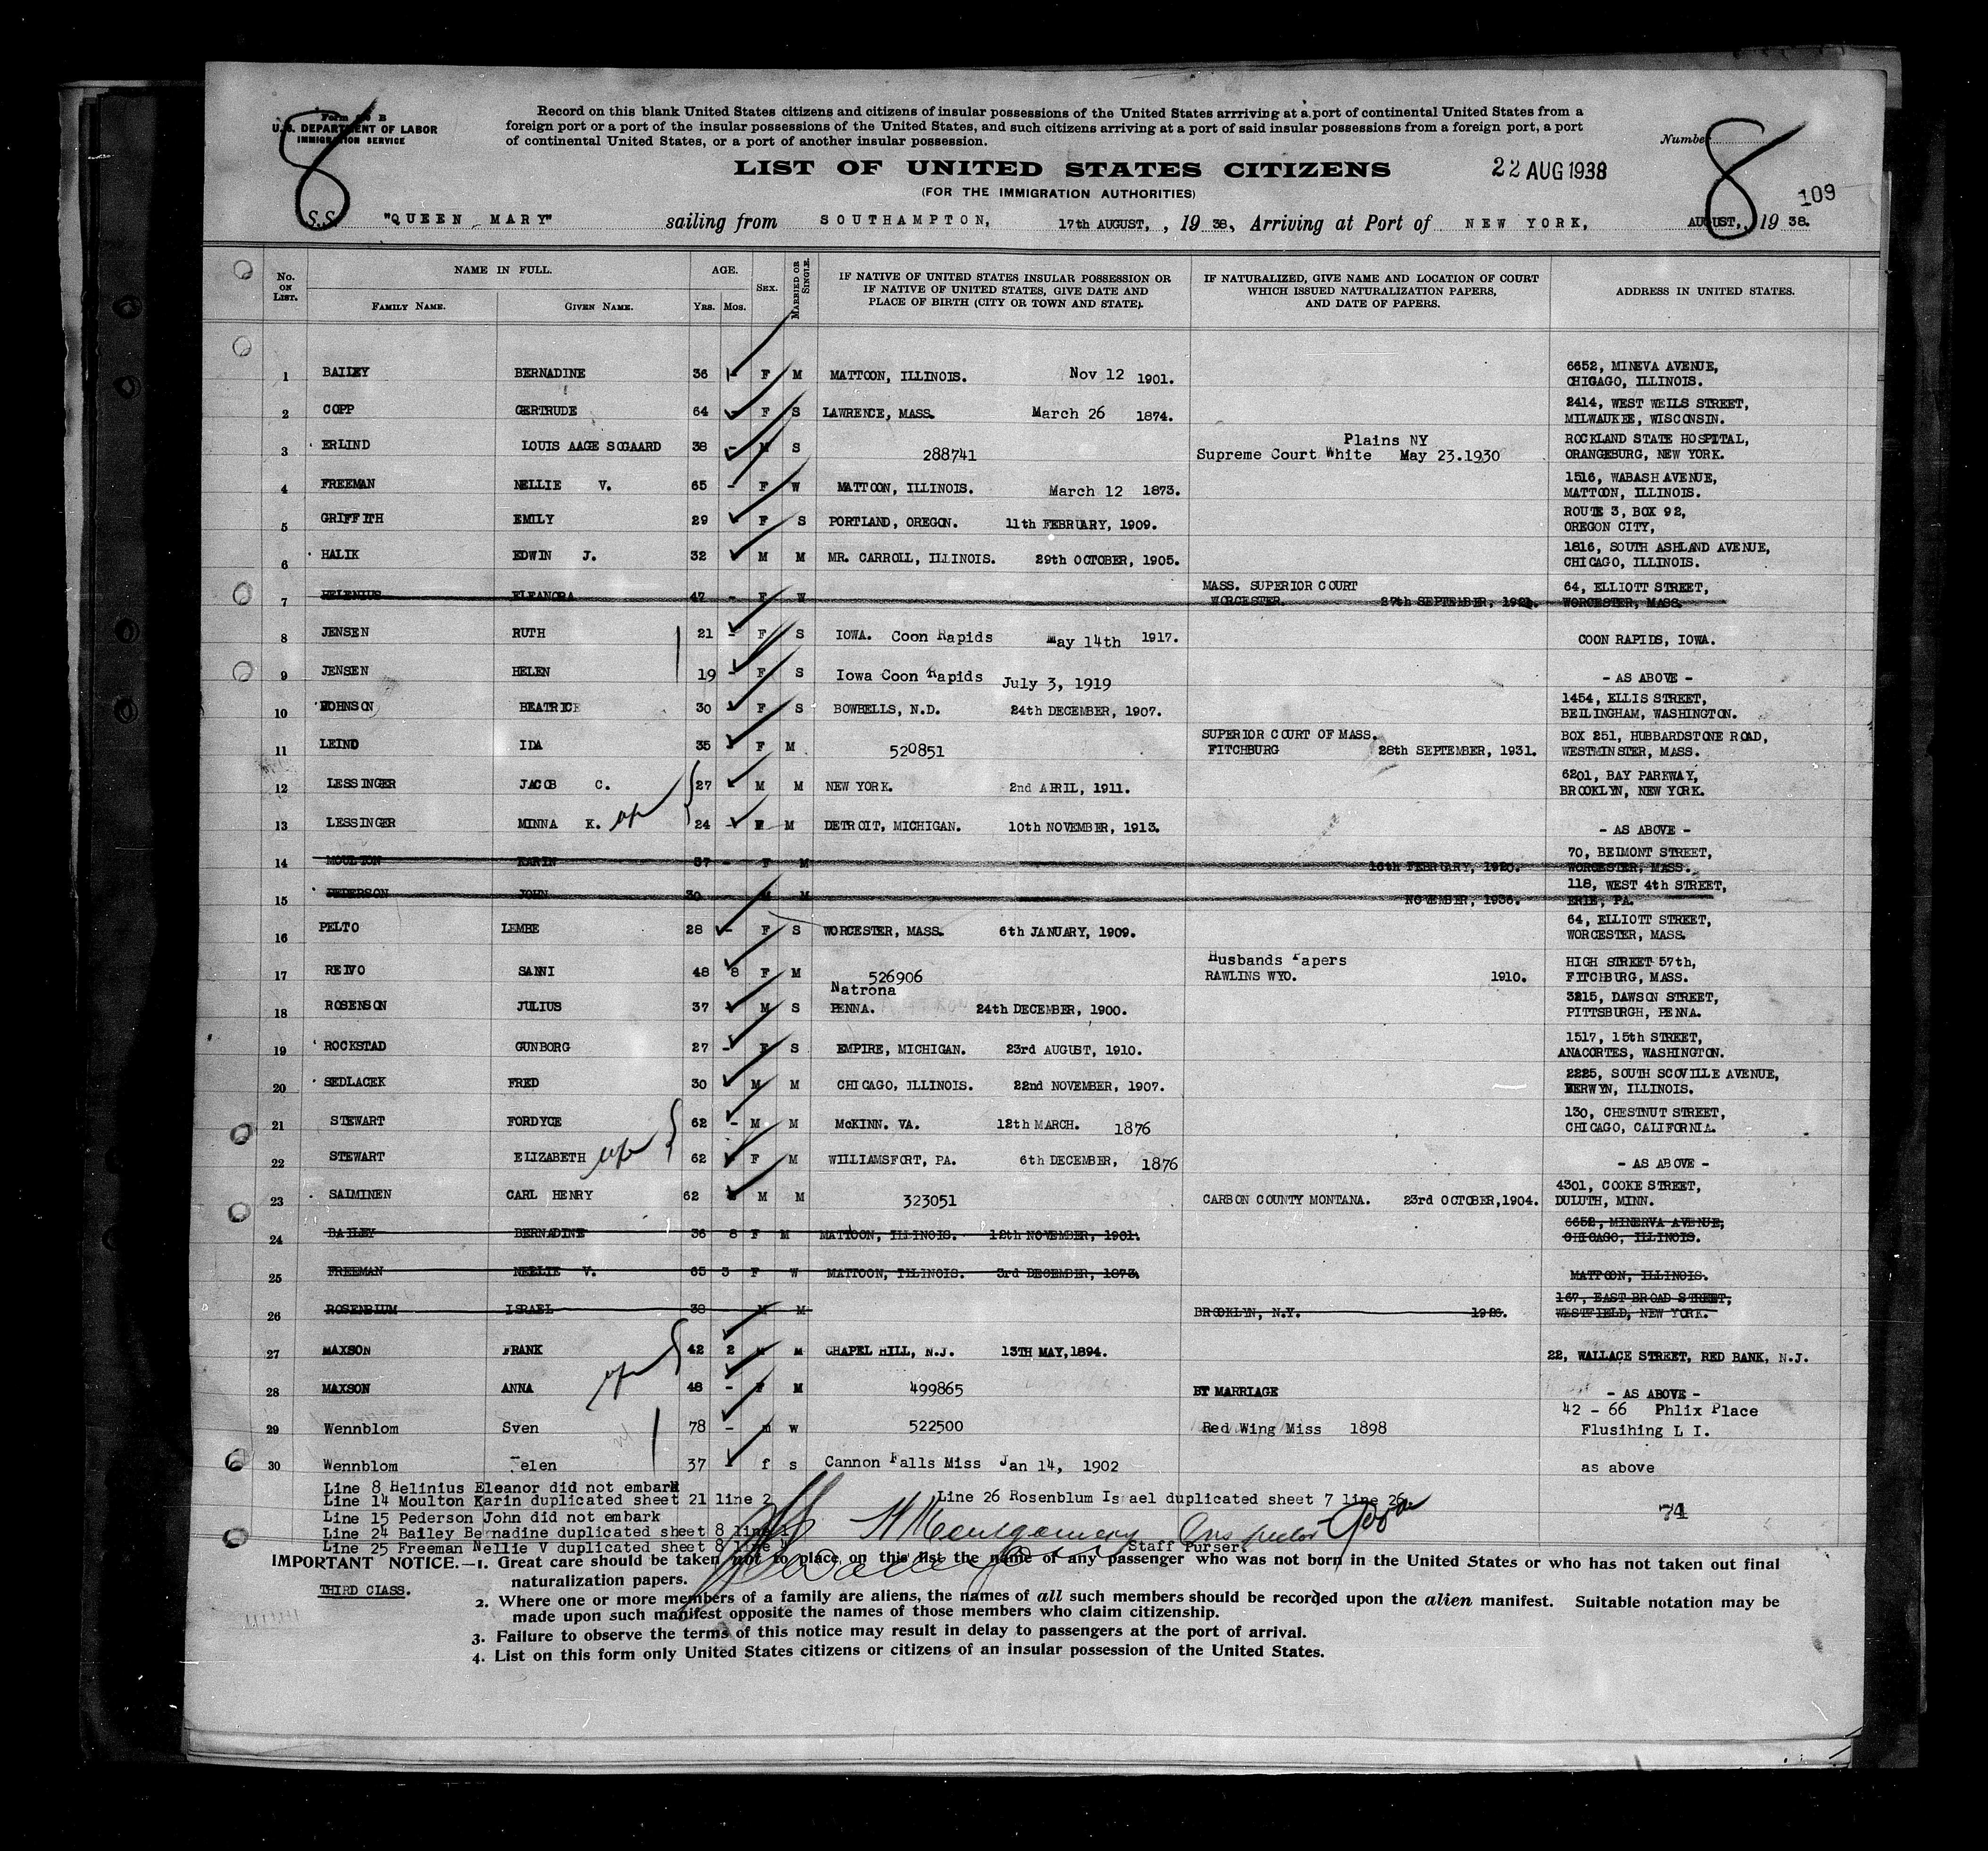 8
Form B
U.S. DEPARTMENT OF LABOR
IMMIGRATION SERVICE
Record on this blank United States citizens and citizens of insular possessions of the United States arrriving at a port of continental United States from a
foreign port or a port of the insular possessions of the United States, and such citizens arriving at a port of said insular possessions from a foreign port, a port
of continental United States, or a port of another insular possession.
Number 8
LIST OF UNITED STATES CITIZENS
22 AUG 1938
(FOR THE IMMIGRATION AUTHORITIES)
109
S.S. "QUEEN MARY" sailing from SOUTHAMPTON, 17th AUGUST, , 19 38, Arriving at Port of NEW YORK, AUGUST, , 19 38.
No. ON LIST.
NAME IN FULL.
FAMILY NAME. GIVEN NAME.
AGE.
YRS. MOS.
SEX.
MARRIED OR SINGLE.
IF NATIVE OF UNITED STATES INSULAR POSSESSION OR
IF NATIVE OF UNITED STATES, GIVE DATE AND
PLACE OF BIRTH (CITY OR TOWN AND STATE).
IF NATURALIZED, GIVE NAME AND LOCATION OF COURT
WHICH ISSUED NATURALIZATION PAPERS,
AND DATE OF PAPERS.
ADDRESS IN UNITED STATES.
1 BAILEY BERNADINE 36 - F M MATTOON, ILLINOIS. Nov 12 1901. 6652, MINEVA AVENUE,
CHIGAGO, ILLINOIS.
2 COPP GERTRUDE 64 - F S LAWRENCE, MASS. March 26 1874. 2414, WEST WEILS STREET,
MILWAUKEE, WISCONSIN.
3 ERLIND LOUIS AAGE SOGAARD 38 - M S 288741 Plains NY
Supreme Court White May 23.1930 ROCKLAND STATE HOSPITAL,
ORANGEBURG, NEW YORK.
4 FREEMAN NELLIE V. 65 - F W MATTOON, ILLINOIS. March 12 1873. 1516, WABASH AVENUE,
MATTOON, ILLINOIS.
5 GRIFFITH EMILY 29 - F S PORTLAND, OREGON. 11th FEBRUARY, 1909. ROUTE 3, BOX 92,
OREGON CITY,
6 HALIK EDWIN J. 32 - M M MR. CARROLL, ILLINOIS. 29th OCTOBER, 1905. 1816, SOUTH ASHLAND AVENUE,
CHICAGO, ILLINOIS.
7 HELENIUS ELEANORA 47 - F W MASS. SUPERIOR COURT
WORCESTER. 27th SEPTEMBER, 64, ELLIOTT STREET,
WORCESTER, MASS.
8 JENSEN RUTH 21 - F S IOWA. Coon Rapids May 14th 1917. COON RAPIDS, IOWA.
9 JENSEN HELEN 19 - F S Iowa Coon Rapids July 3, 1919 - AS ABOVE -
10 JOHNSON BEATRICE 30 - F S BOWBELLS, N.D. 24th DECEMBER, 1907. 1454, ELLIS STREET,
BEILINGHAM, WASHINGTON.
11 LEINO IDA 35 - F M 520851 SUPERIOR COURT OF MASS.
FITCHBURG 28th SEPTEMBER, 1931. BOX 251, HUBBARDSTONE ROAD,
WESTMINSTER, MASS.
12 LESSINGER JACOB C. 27 - M M NEW YORK. 2nd APRIL, 1911. 6201, BAY PARKWAY,
BROOKLYN, NEW YORK.
13 LESSINGER MINNA K. 24 - F M DETROIT, MICHIGAN. 10th NOVEMBER, 1913. - AS ABOVE -
14 MOULTON KARIN 37 - F M 16th FEBRUARY, 1920. 70, BEIMONT STREET,
WORCESTER, MASS.
15 PEDERSON JOHN 30 - M M NOVEMBER, 1936. 118, WEST 4th STREET,
ERIE, PA.
16 PELTO LEMBE 28 - F S WORCESTER, MASS. 6th JANUARY, 1909. 64, ELLIOTT STREET,
WORCESTER, MASS.
17 REIVO SANNI 48 8 F M 526906 Husbands Papers
RAWLINS WYO. 1910. HIGH STREET 57th,
FITCHBURG, MASS.
18 ROSENSON JULIUS 37 - M S Natrona
PENNA. 24th DECEMBER, 1900. 3215, DAWSON STREET,
PITTSBURGH, PENNA.
19 ROCKSTAD GUNBORG 27 - F S EMPIRE, MICHIGAN. 23rd AUGUST, 1910. 1517, 15th STREET,
ANACORTES, WASHINGTON.
20 SEDLACEK FRED 30 - M M CHICAGO, ILLINOIS. 22nd NOVEMBER, 1907. 2225, SOUTH SCOVILLE AVENUE,
BERWYN, ILLINOIS.
21 STEWART FORDYCE 62 - M M McKINN. VA. 12th MARCH. 1876 130, CHESTNUT STREET,
CHICAGO, CALIFORNIA.
22 STEWART ELIZABETH 62 - F M WILLIAMSFORT, PA. 6th DECEMBER, 1876 - AS ABOVE -
23 SAIMINEN CARL HENRY 62 M M 323051 CARBON COUNTY MONTANA. 23rd OCTOBER,1904. 4301, COOKE STREET,
DULUTH, MINN.
24 BAILEY BERNADINE 36 8 F M MATTOON, ILLINOIS. 12th NOVEMBER, 1901. 6652, MINERVA AVENUE,
CHICAGO, ILLINOIS.
25 FREEMAN NELLIE V. 65 3 F W MATTOON, ILLINOIS. 3rd DECEMBER, 1873. MATTOON, ILLINOIS.
26 ROSENBLUM ISRAEL 38 M M BROOKLYN, N.Y. 1926. 167, EAST BROAD STREET,
WESTFIELD, NEW YORK.
27 MAXSON FRANK 42 2 M M CHAPEL HILL, N.J. 13TH MAY,1894. 22, WALLACE STREET, RED BANK, N.J.
28 MAXSON ANNA 48 - F M 499865 BY MARRIAGE - AS ABOVE -
29 Wennblom Sven 78 - m w 522500 Red Wing Miss 1898 42 - 66 Phlix Place
Flusihing L I.
30 Wennblom elen 37 - f s Cannon Falls Miss Jan 14, 1902 as above
Line 8 Helinius Eleanor did not embark
Line 14 Moulton Karin duplicated sheet 21 line 2
Line 26 Rosenblum Is ael duplicated sheet 7 line 26
Line 15 Pederson John did not embark
Line 24 Bailey Bernadine duplicated sheet 8 line 1
Line 25 Freeman Nellie V duplicated sheet 8 line 4
74
H Montgomery Inspector
Staff Purser.
IMPORTANT NOTICE.—1. Great care should be taken not to place on this list the name of any passenger who was not born in the United States or who has not taken out final
naturalization papers.
THIRD CLASS.
2. Where one or more members of a family are aliens, the names of all such members should be recorded upon the alien manifest. Suitable notation may be
made upon such manifest opposite the names of those members who claim citizenship.
3. Failure to observe the terms of this notice may result in delay to passengers at the port of arrival.
4. List on this form only United States citizens or citizens of an insular possession of the United States.